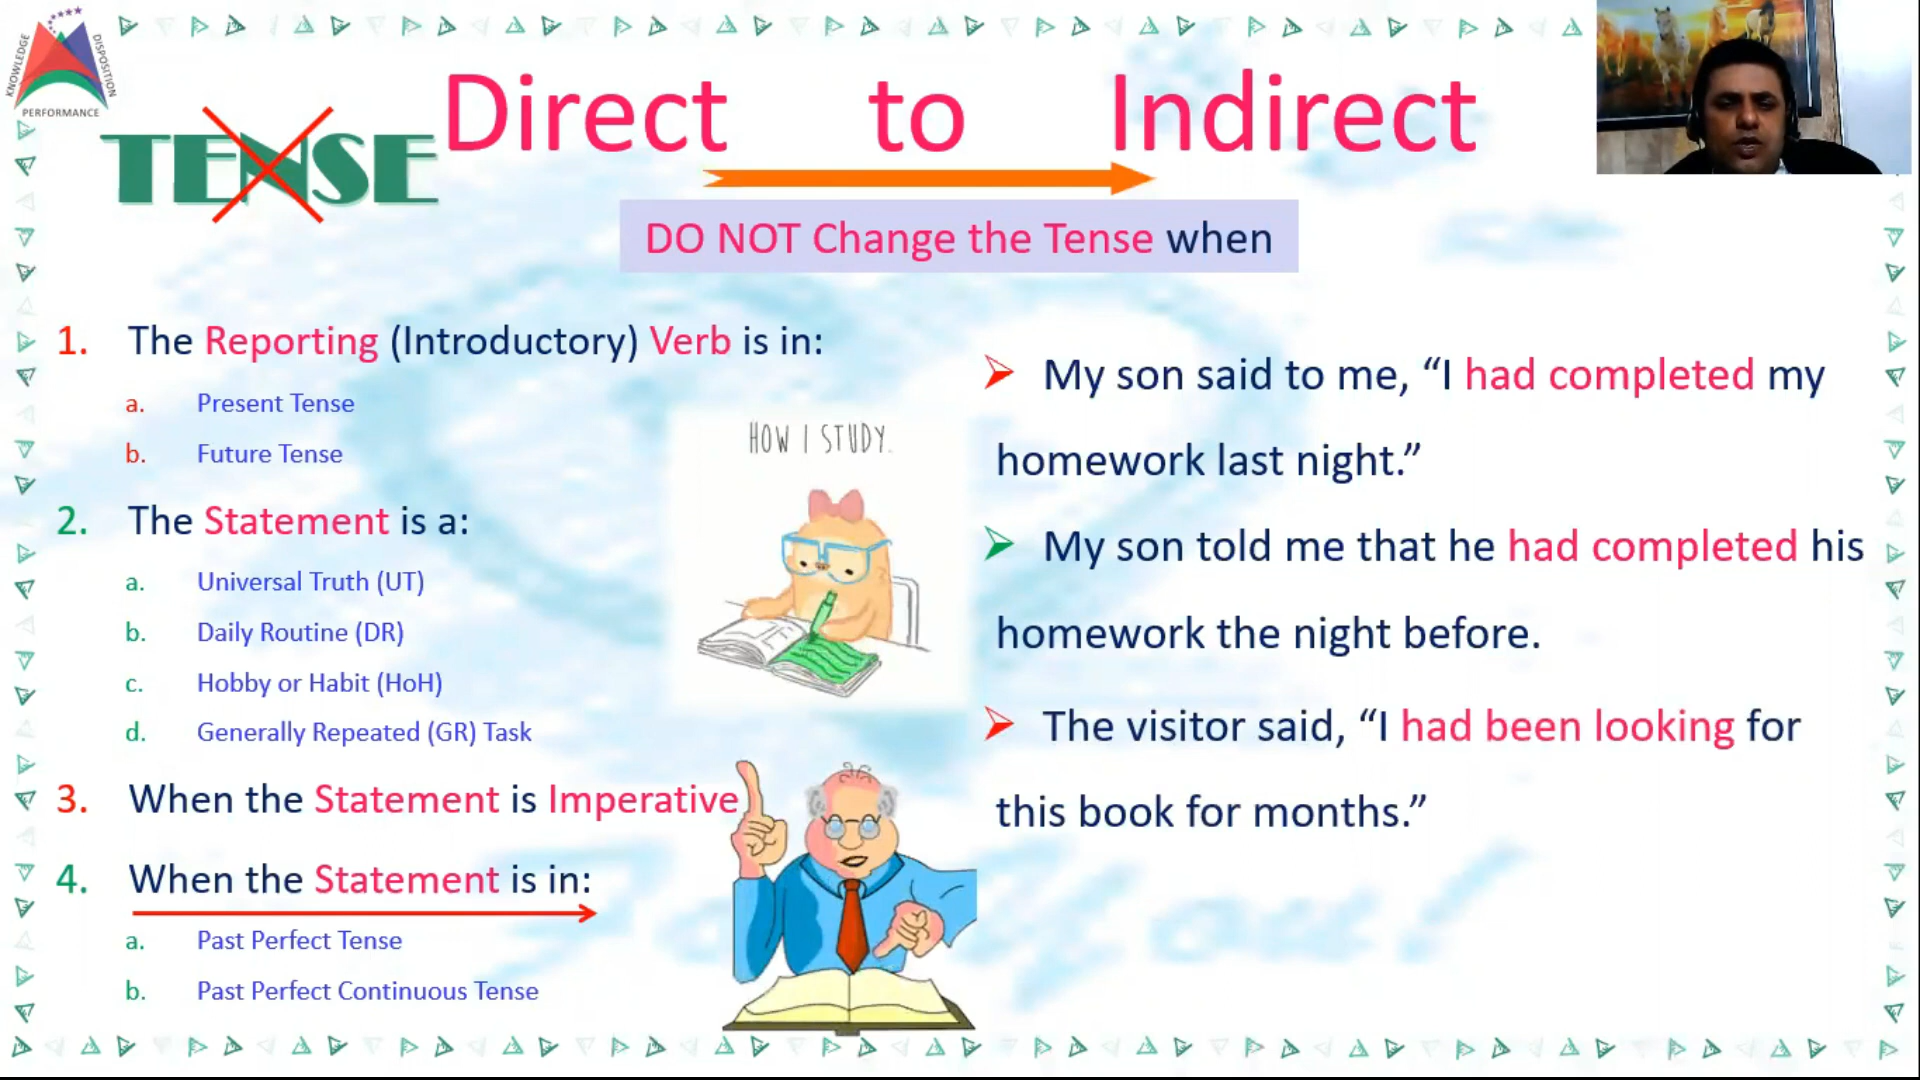 KNOWLEDGE
DISPOSITION
PERFORMANCE
TENSE
Direct to Indirect
DO NOT Change the Tense when
1. The Reporting (Introductory) Verb is in:
a. Present Tense
b. Future Tense
2. The Statement is a:
a. Universal Truth (UT)
b. Daily Routine (DR)
c. Hobby or Habit (HoH)
d. Generally Repeated (GR) Task
3. When the Statement is Imperative
4. When the Statement is in:
a. Past Perfect Tense
b. Past Perfect Continuous Tense
HOW I STUDY.
My son said to me, “I had completed my
homework last night.”
My son told me that he had completed his
homework the night before.
The visitor said, “I had been looking for
this book for months.”